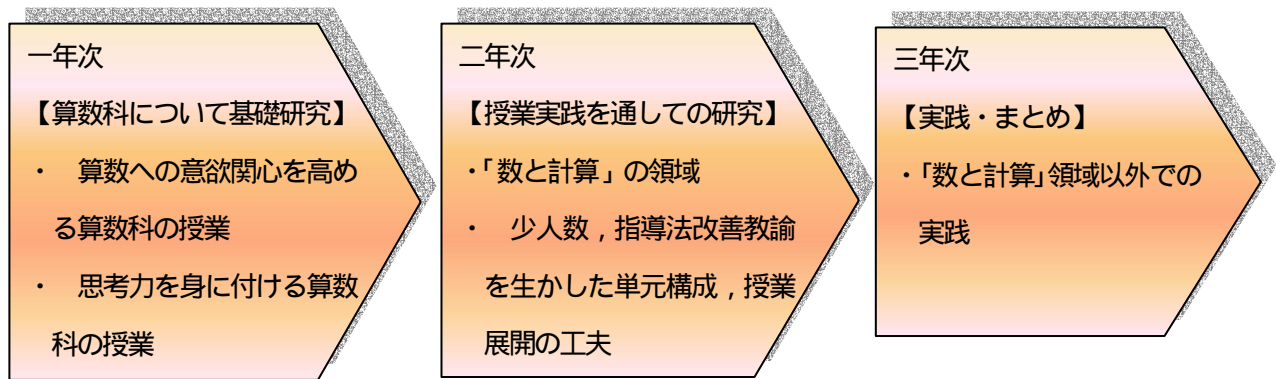 一年次
【算数科について基礎研究】
・　算数への意欲関心を高め
る算数科の授業
・　思考力を身に付ける算数
科の授業
二年次
【授業実践を通しての研究】
・「数と計算」の領域
・　少人数，指導法改善教諭
を生かした単元構成，授業
展開の工夫
三年次
【実践・まとめ】
・「数と計算」領域以外での
実践